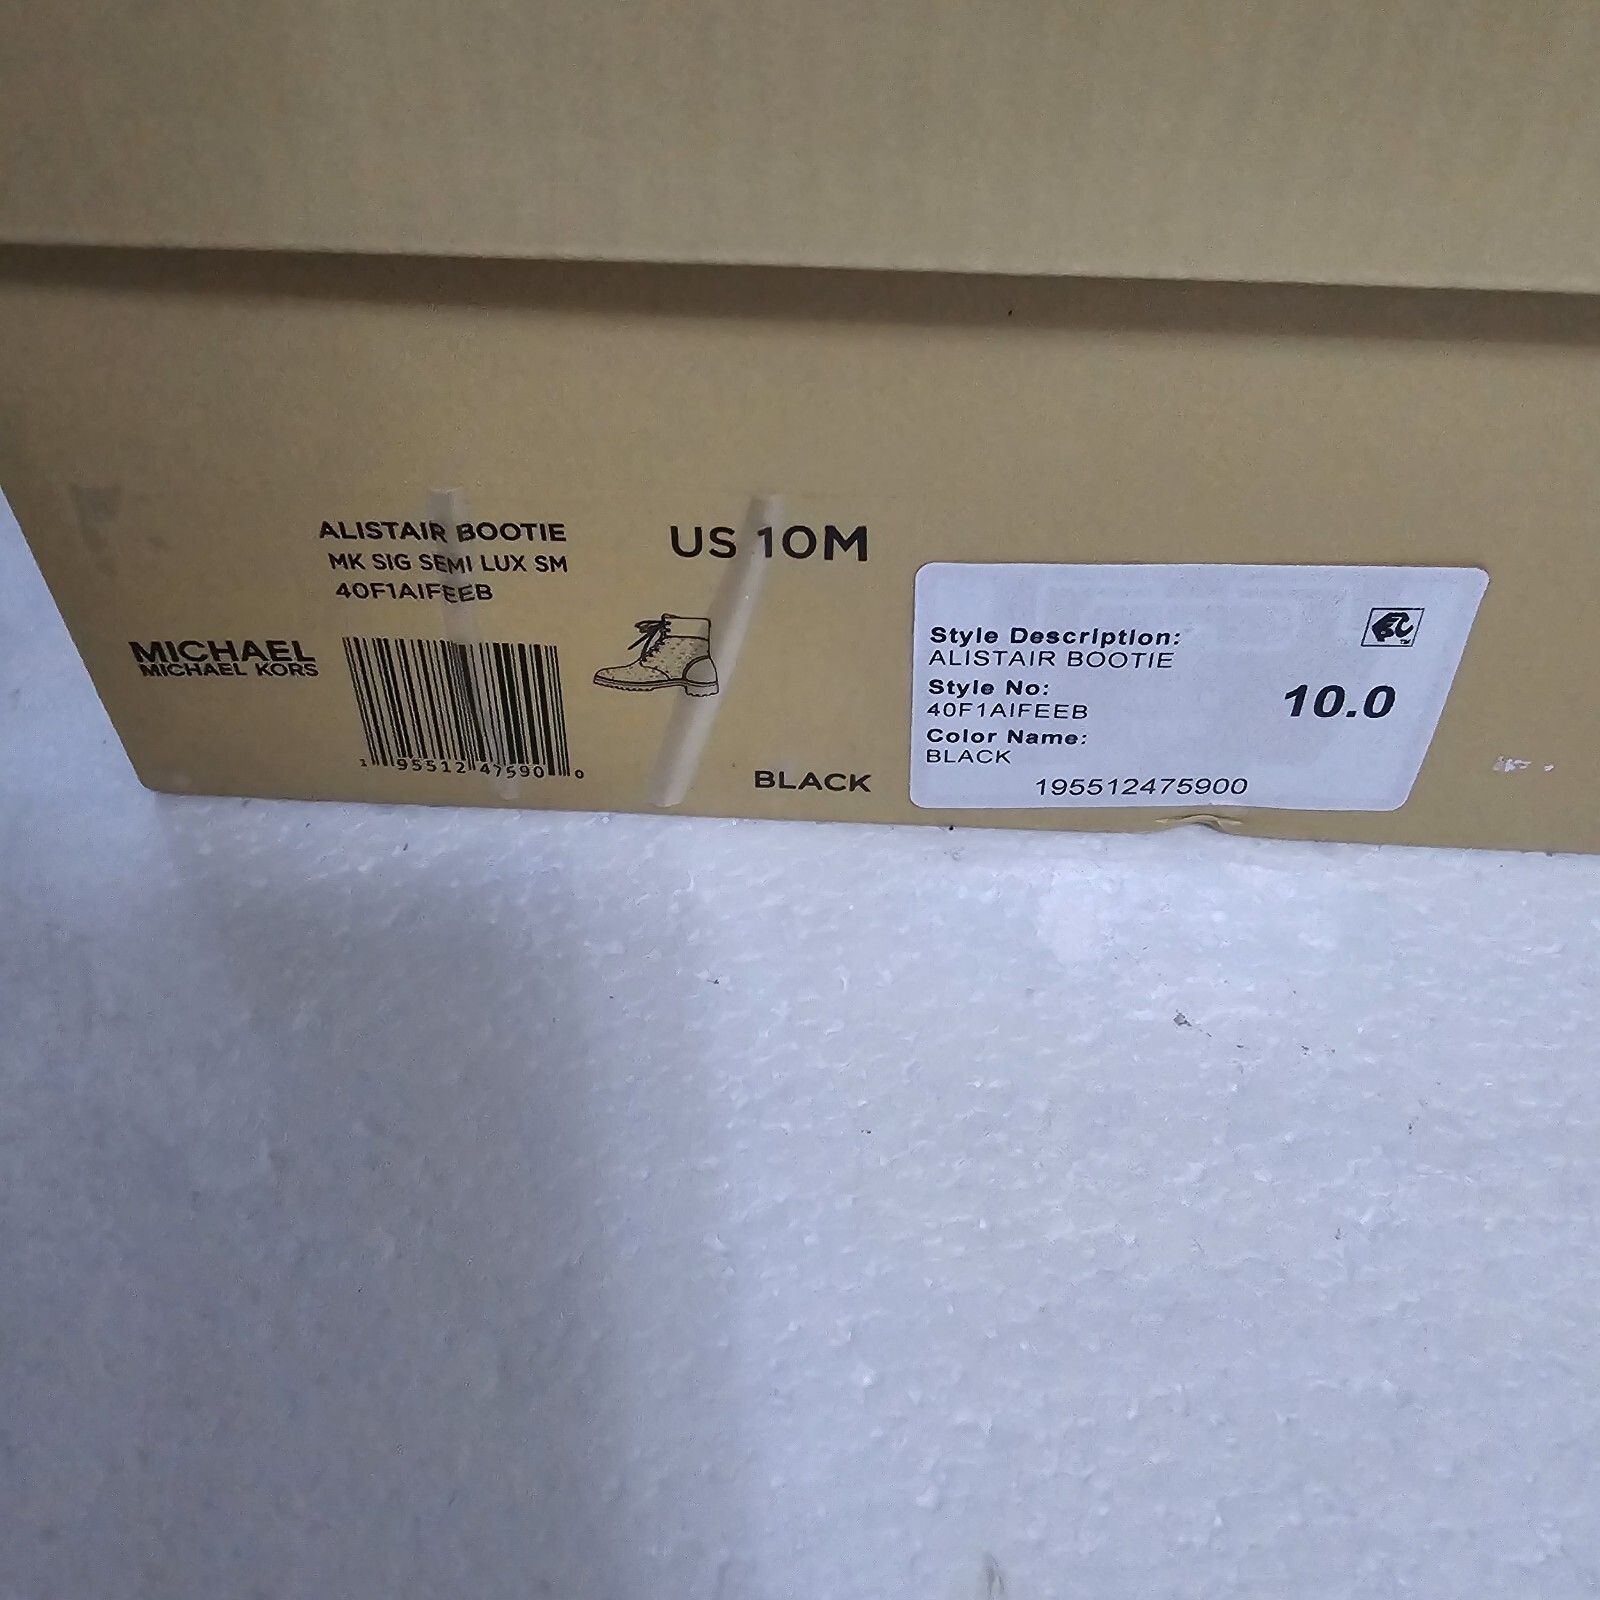 ALISTAIR BOOTIE
MK SIG SEMI LUX SM
40F1AIFEEB
US 10M
MICHAEL
MICHAEL KORS
1 95512 47590 0
BLACK
Style Description:
ALISTAIR BOOTIE
Style No:
40F1AIFEEB
Color Name:
BLACK
10.0
195512475900